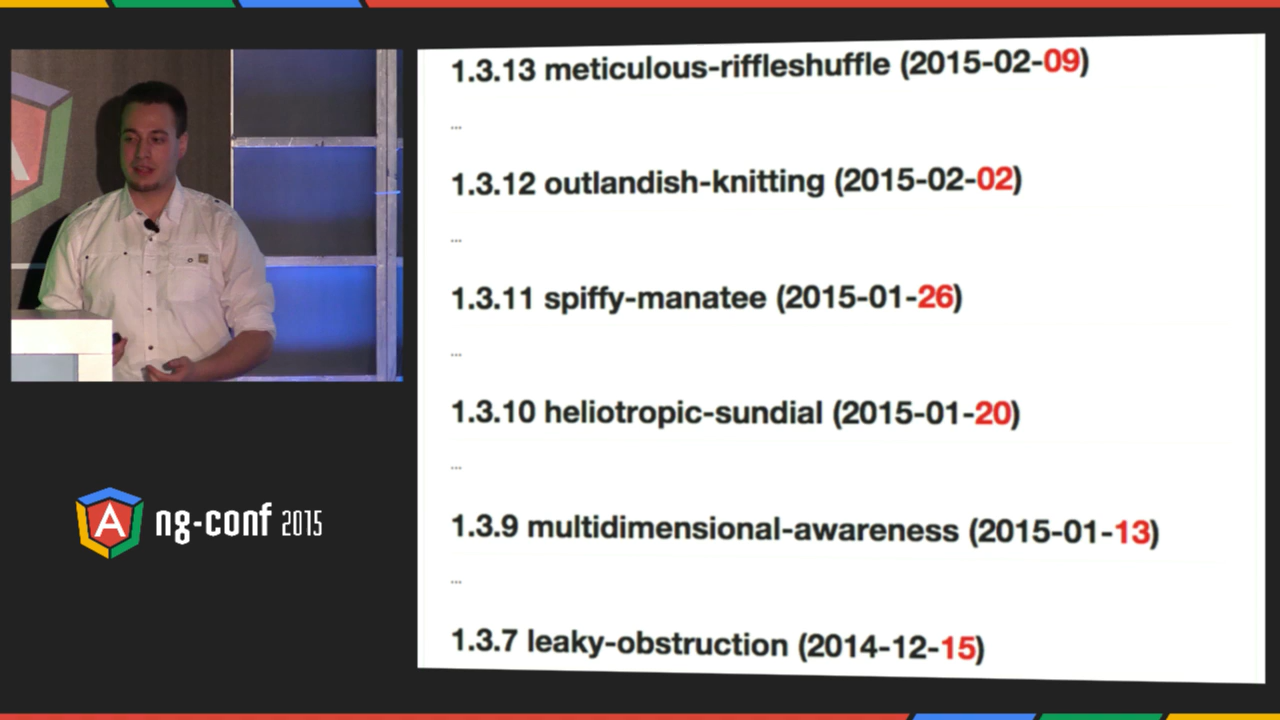 1.3.13 meticulous-riffleshuffle (2015-02-09)
...
1.3.12 outlandish-knitting (2015-02-02)
...
1.3.11 spiffy-manatee (2015-01-26)
...
1.3.10 heliotropic-sundial (2015-01-20)
...
1.3.9 multidimensional-awareness (2015-01-13)
...
1.3.7 leaky-obstruction (2014-12-15)
A ng-conf 2015